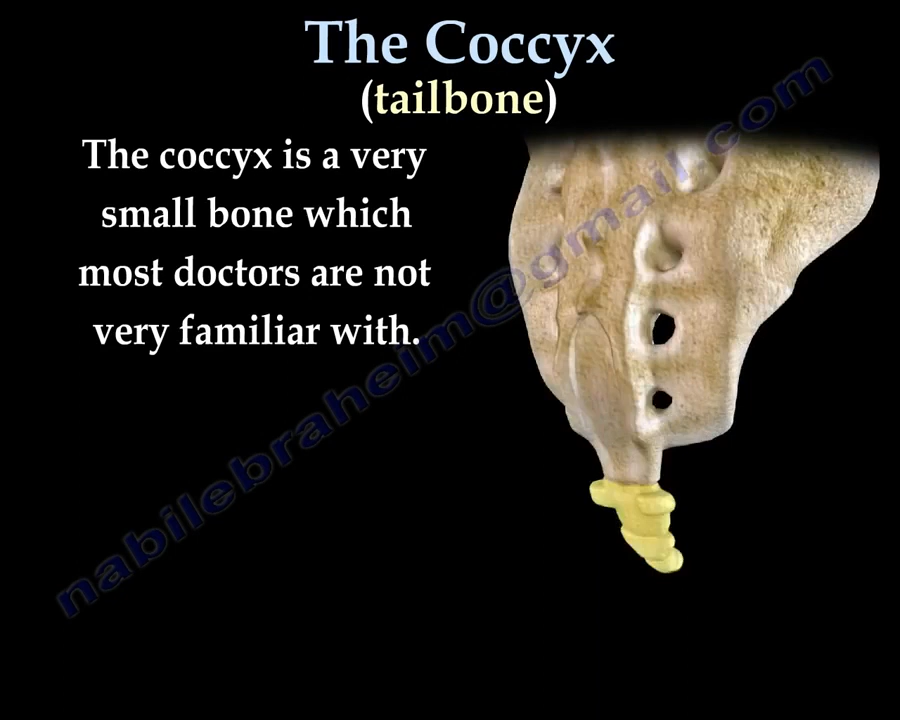 The Coccyx
(tailbone)
The coccyx is a very
small bone which
most doctors are not
very familiar with.
nabilebraheim@gmail.com